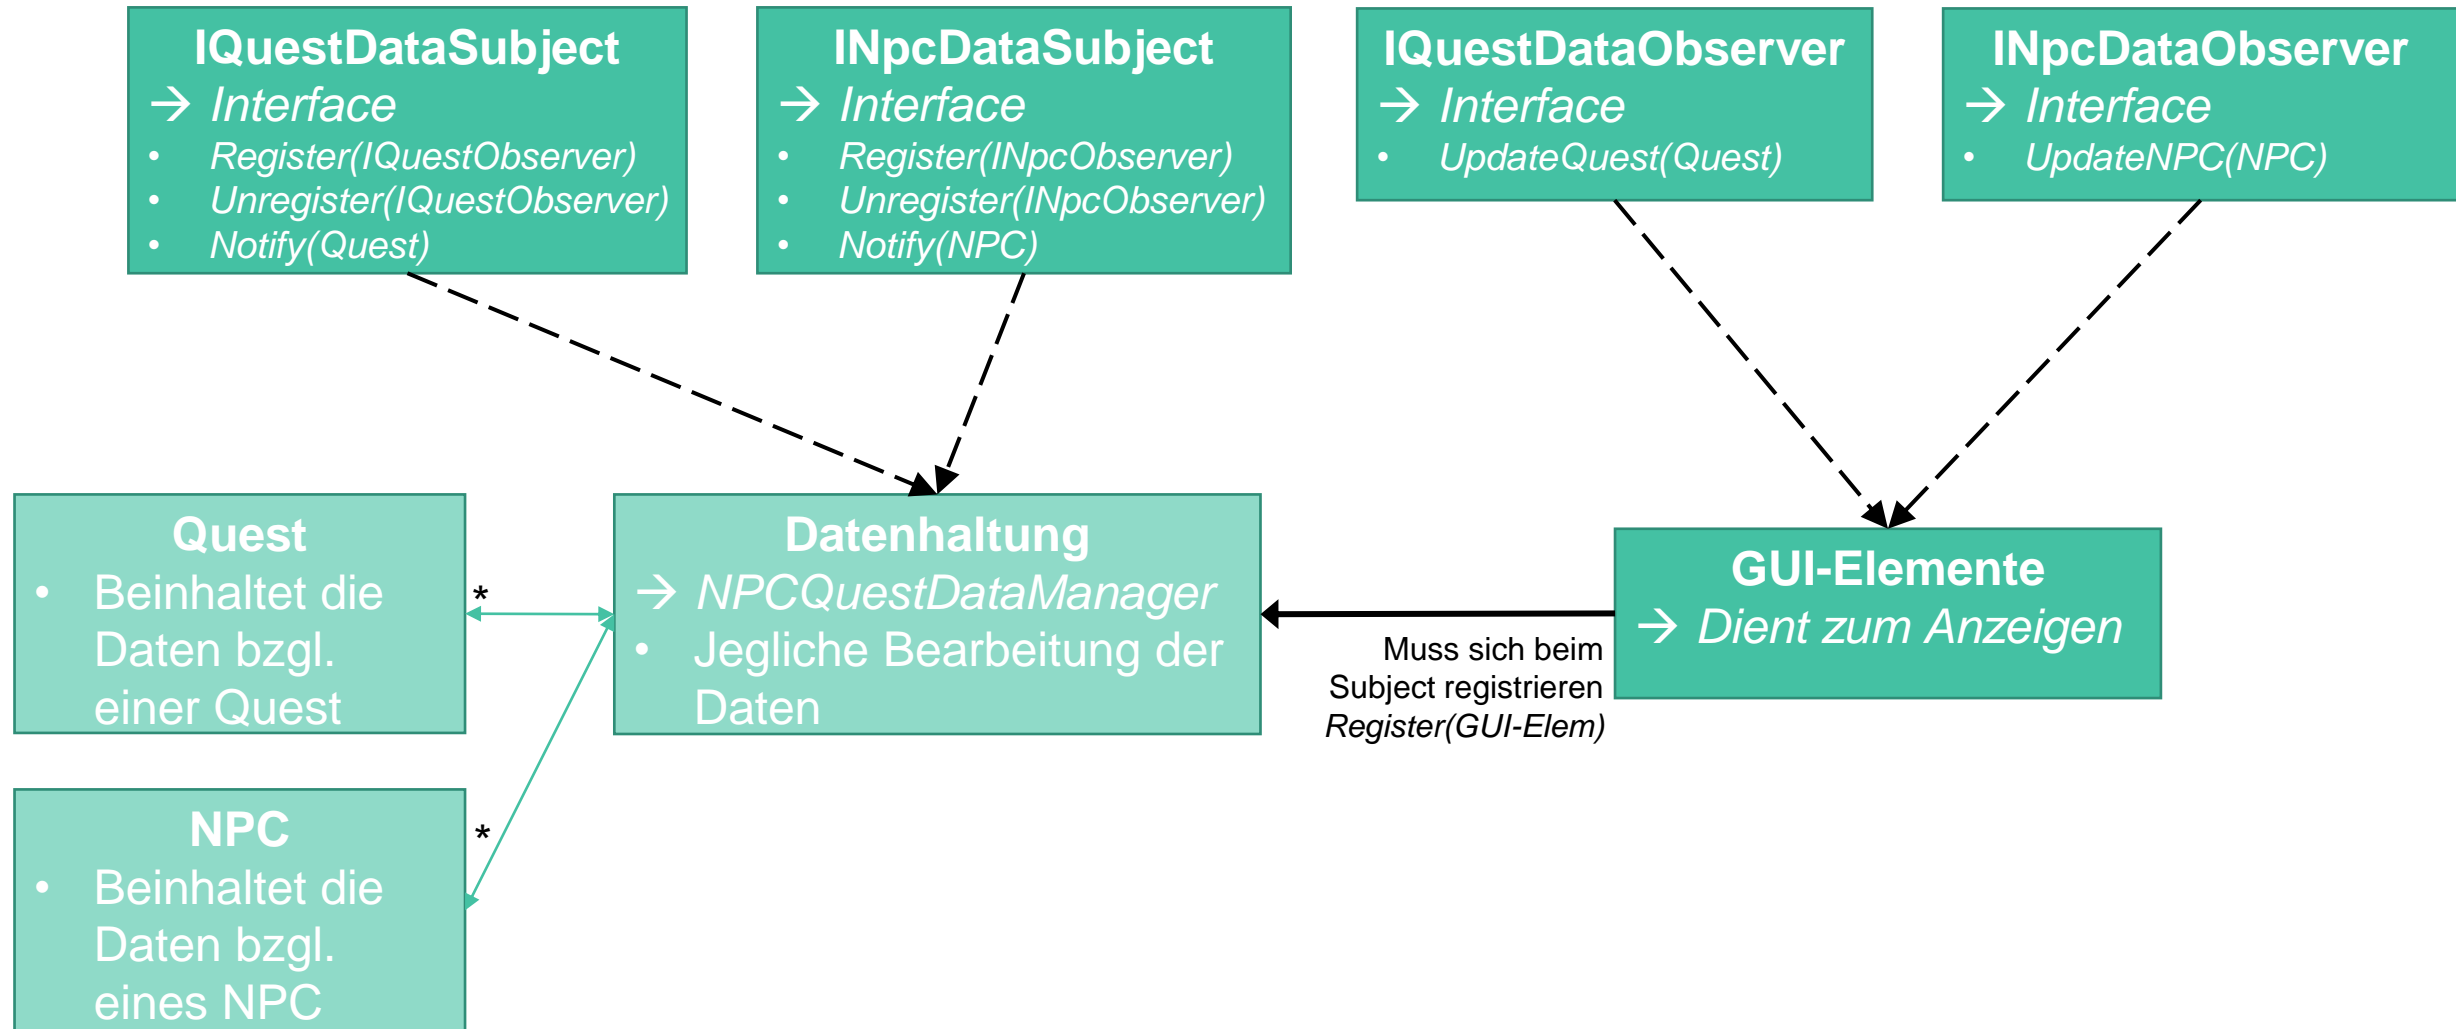 IQuestDataSubject
→ Interface
• Register(IQuestObserver)
• Unregister(IQuestObserver)
• Notify(Quest)
INpcDataSubject
→ Interface
• Register(INpcObserver)
• Unregister(INpcObserver)
• Notify(NPC)
IQuestDataObserver
→ Interface
• UpdateQuest(Quest)
INpcDataObserver
→ Interface
• UpdateNPC(NPC)
Quest
• Beinhaltet die
Daten bzgl.
einer Quest
*
Datenhaltung
→ NPCQuestDataManager
• Jegliche Bearbeitung der
Daten
Muss sich beim
Subject registrieren
Register(GUI-Elem)
GUI-Elemente
→ Dient zum Anzeigen
NPC
• Beinhaltet die
Daten bzgl.
eines NPC
*